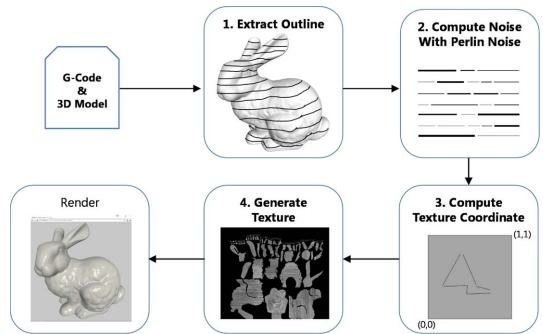 G-Code
&
3D Model
1. Extract Outline
2. Compute Noise
With Perlin Noise
3. Compute
Texture Coordinate
(1,1)
(0,0)
4. Generate
Texture
Render